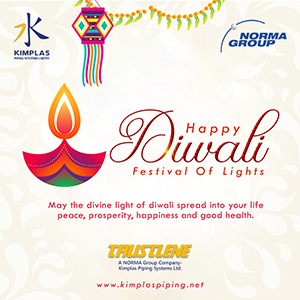 KIMPLAS
PIPING SYSTEMS LIMITED
NORMA
GROUP
Happy
Diwali
Festival Of Lights
May the divine light of diwali spread into your life
peace, prosperity, happiness and good health.
TRUSTLENE
A NORMA Group Company-
Kimplas Piping Systems Ltd.
www.kimplaspiping.net